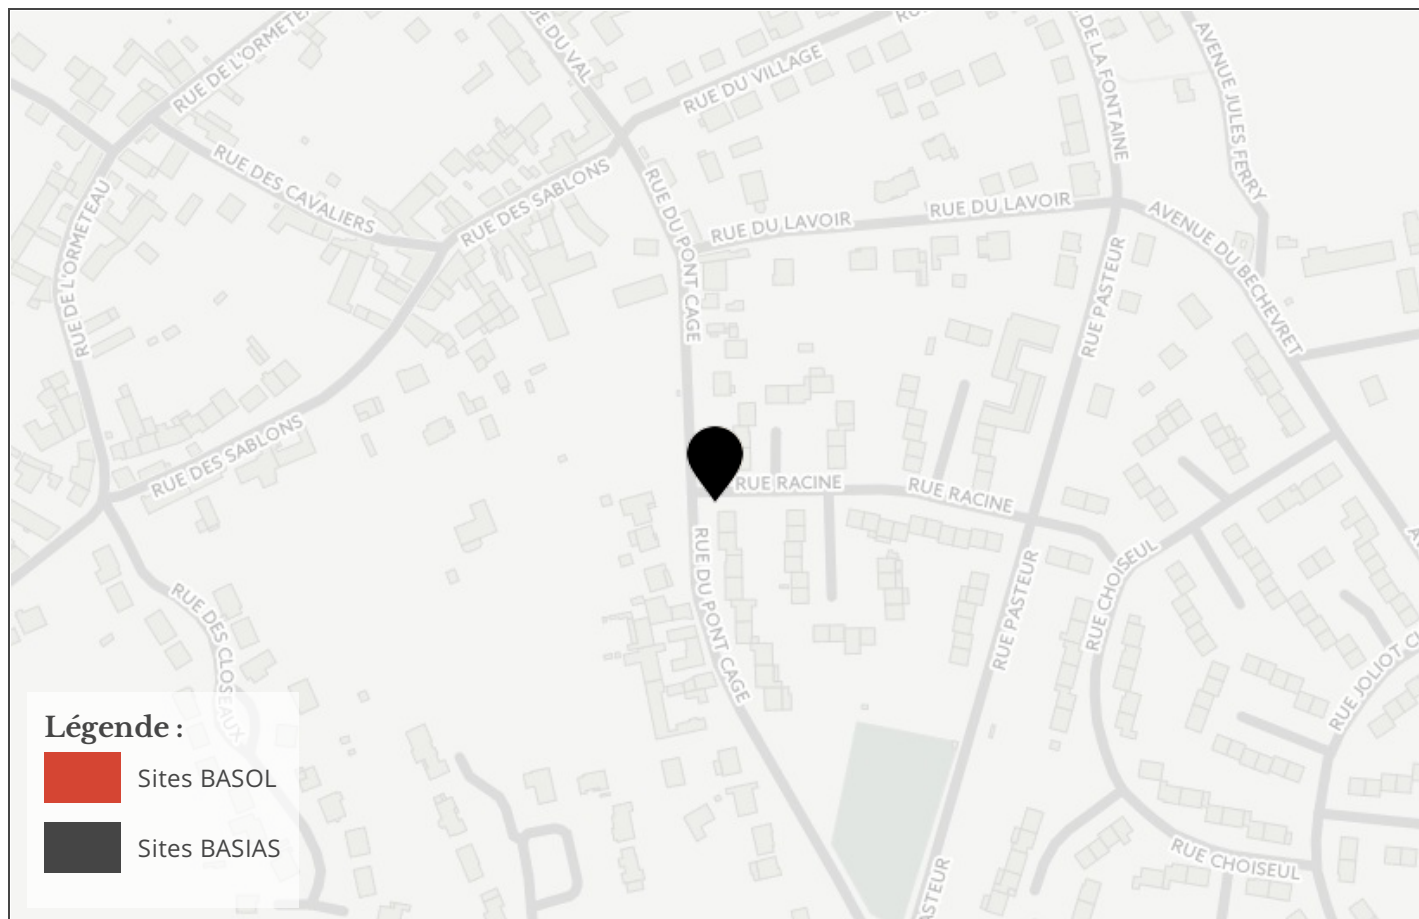 RUE DE L'ORMETE
RUE DU VAL
RU
RUE DU VILLAGE
DE LA FONTAINE
AVENUE JULES FERRY
RUE DES CAVALIERS
RUE DES SABLONS
RUE DU PONT CAGE
RUE DU LAVOIR
RUE DU LAVOIR
AVENUE DU BECHEVRET
RUE DE L'ORMETEAU
RUE PASTEUR
RUE DES SABLONS
RUE RACINE
RUE RACINE
RUE DU PONT CAGE
RUE PASTEUR
RUE CHOISEUL
RUE DES CLOSEAUX
RUE JOLIOT C
RUE CHOISEUL
ASTEUR
Légende :
Sites BASOL
Sites BASIAS